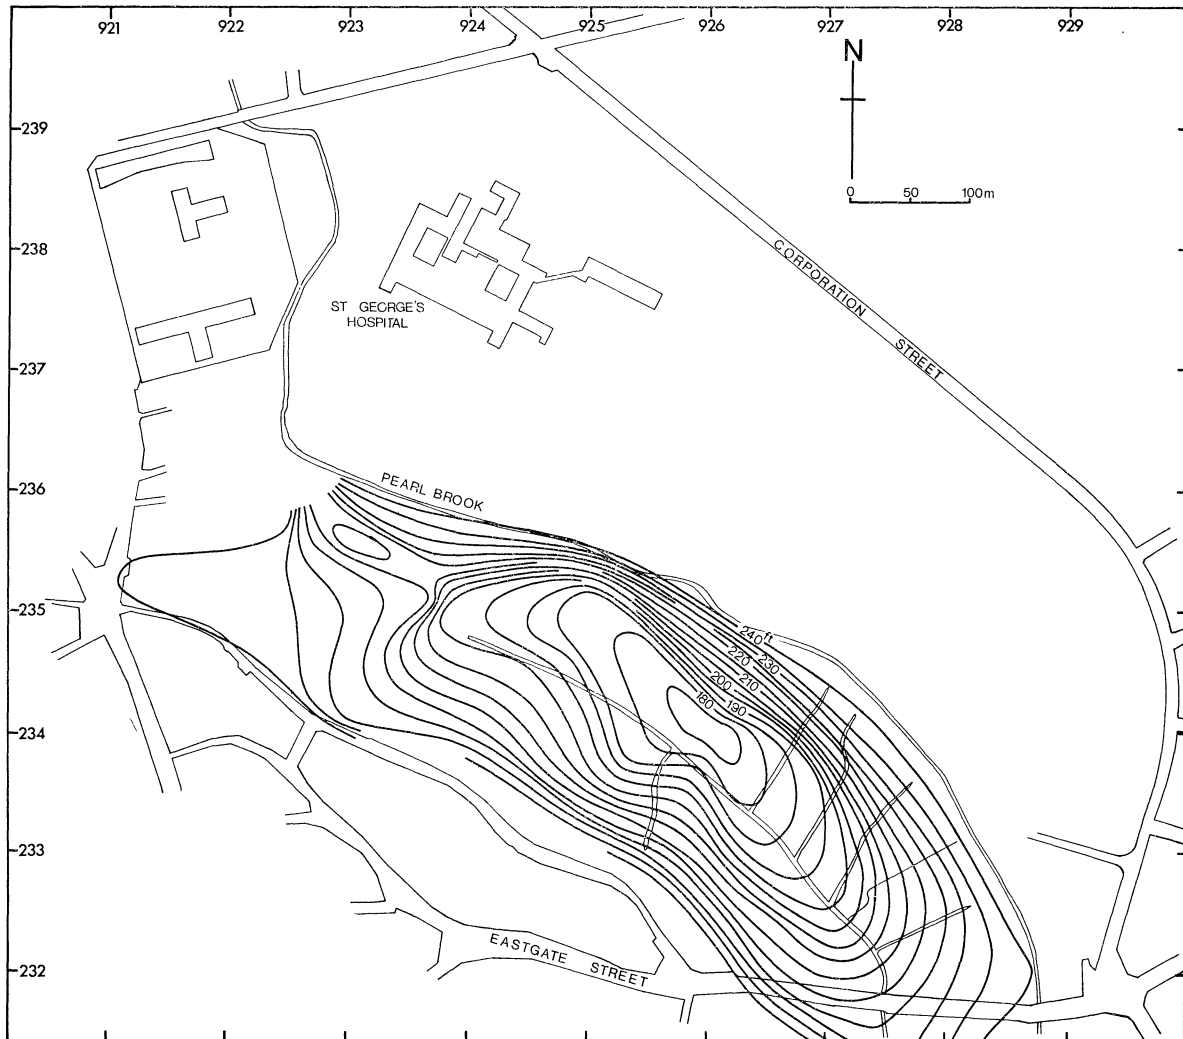 921 922 923 924 925 926 927 928 929
N
239
0 50 100m
238
CORPORATION STREET
ST GEORGE'S
HOSPITAL
237
236
PEARL BROOK
235
240 ft
230
220
210
200
190
180
234
233
EASTGATE STREET
232